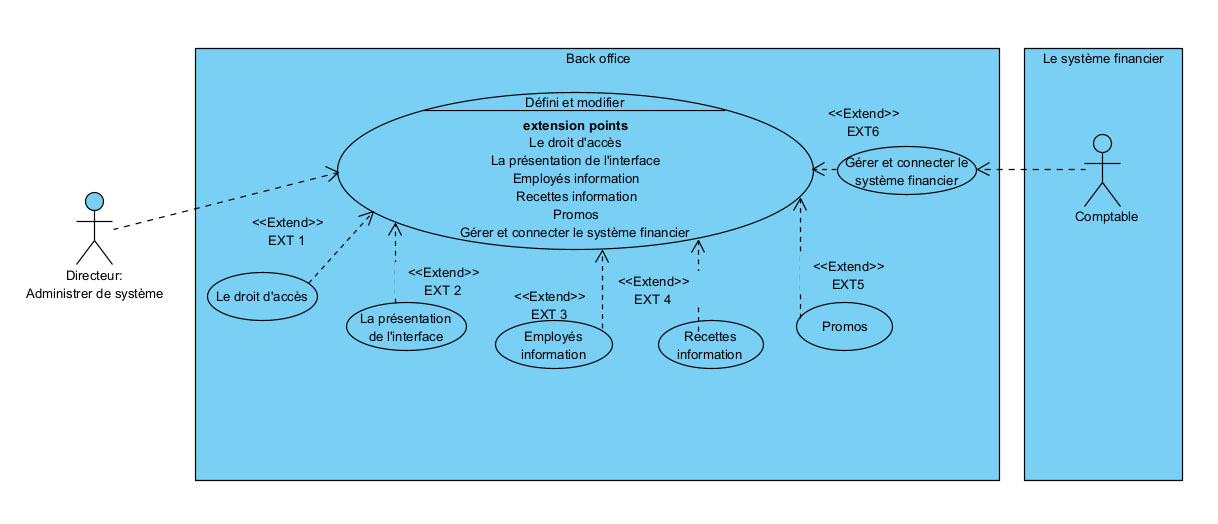 Back office
Le système financier
Défini et modifier
extension points
Le droit d'accès
La présentation de l'interface
Employés information
Recettes information
Promos
Gérer et connecter le système financier
<<Extend>>
EXT6
Gérer et connecter le
système financier
Comptable
Directeur:
Administrer de système
<<Extend>>
EXT 1
Le droit d'accès
<<Extend>>
EXT 2
La présentation
de l'interface
<<Extend>>
EXT 3
Employés
information
<<Extend>>
EXT 4
Recettes
information
<<Extend>>
EXT5
Promos